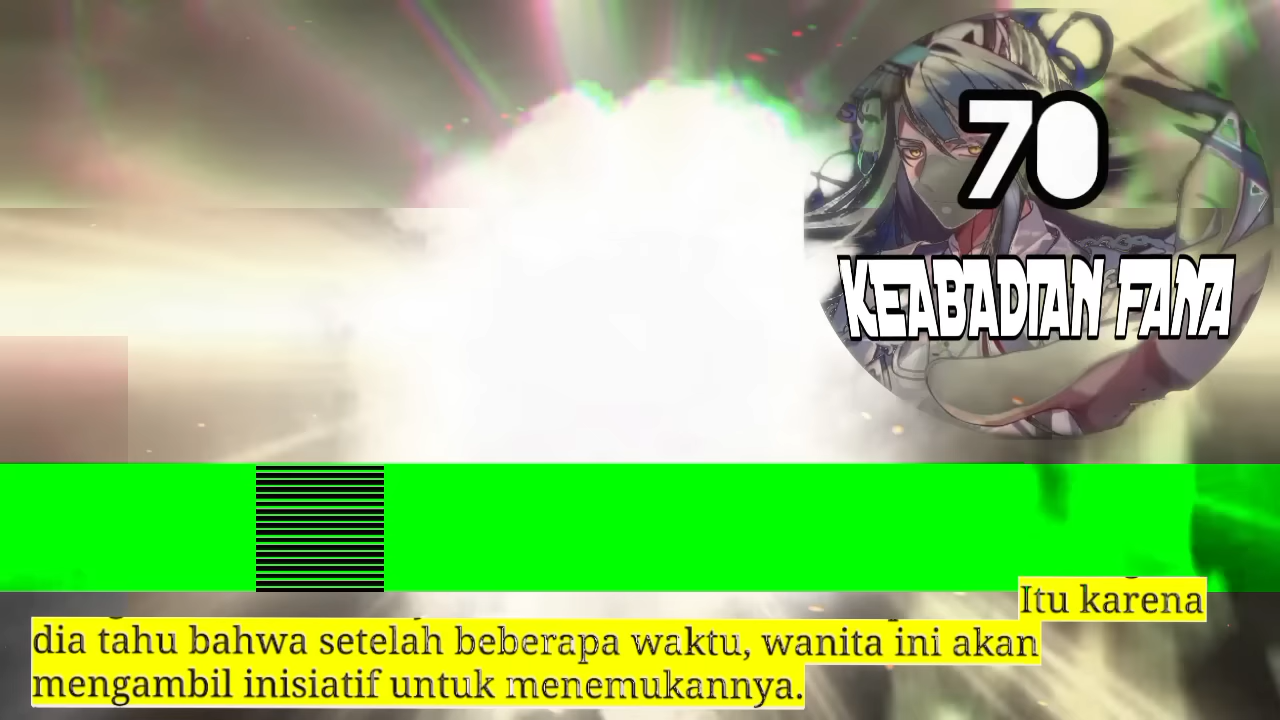 70
KEABADIAN FANA
Itu karena
dia tahu bahwa setelah beberapa waktu, wanita ini akan
mengambil inisiatif untuk menemukannya.